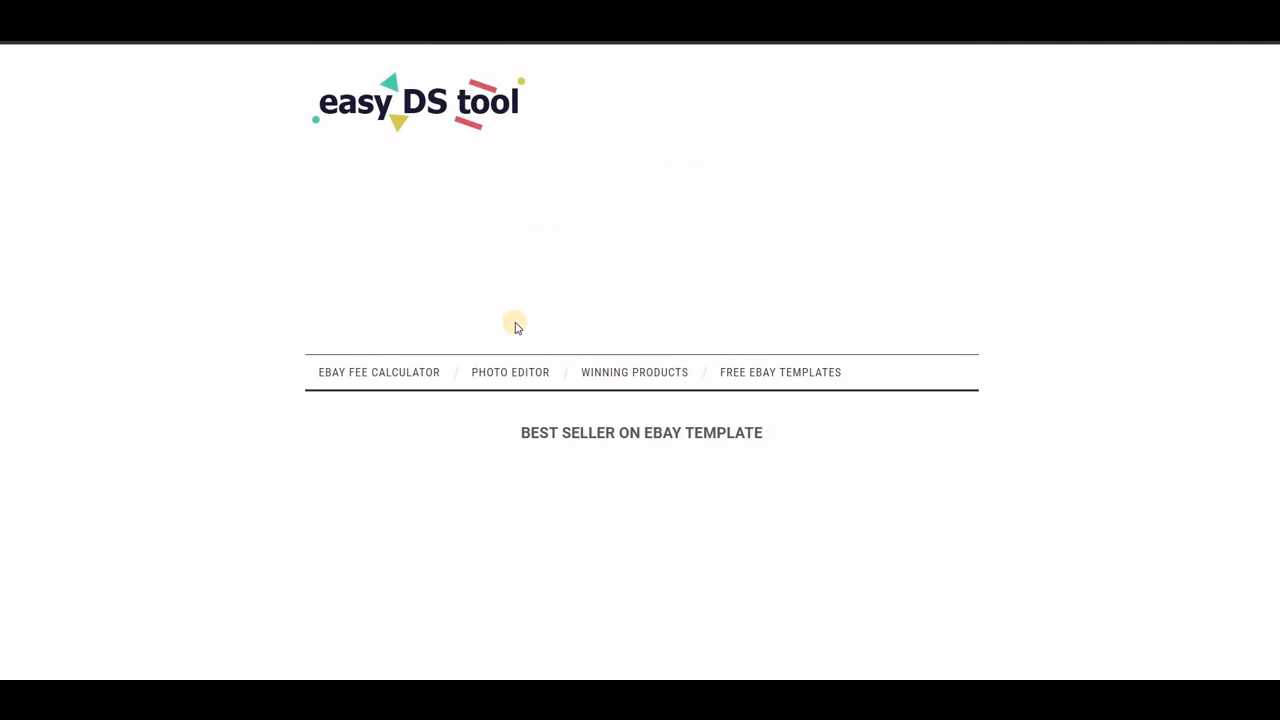 easy DS tool
EBAY FEE CALCULATOR / PHOTO EDITOR / WINNING PRODUCTS / FREE EBAY TEMPLATES
BEST SELLER ON EBAY TEMPLATE